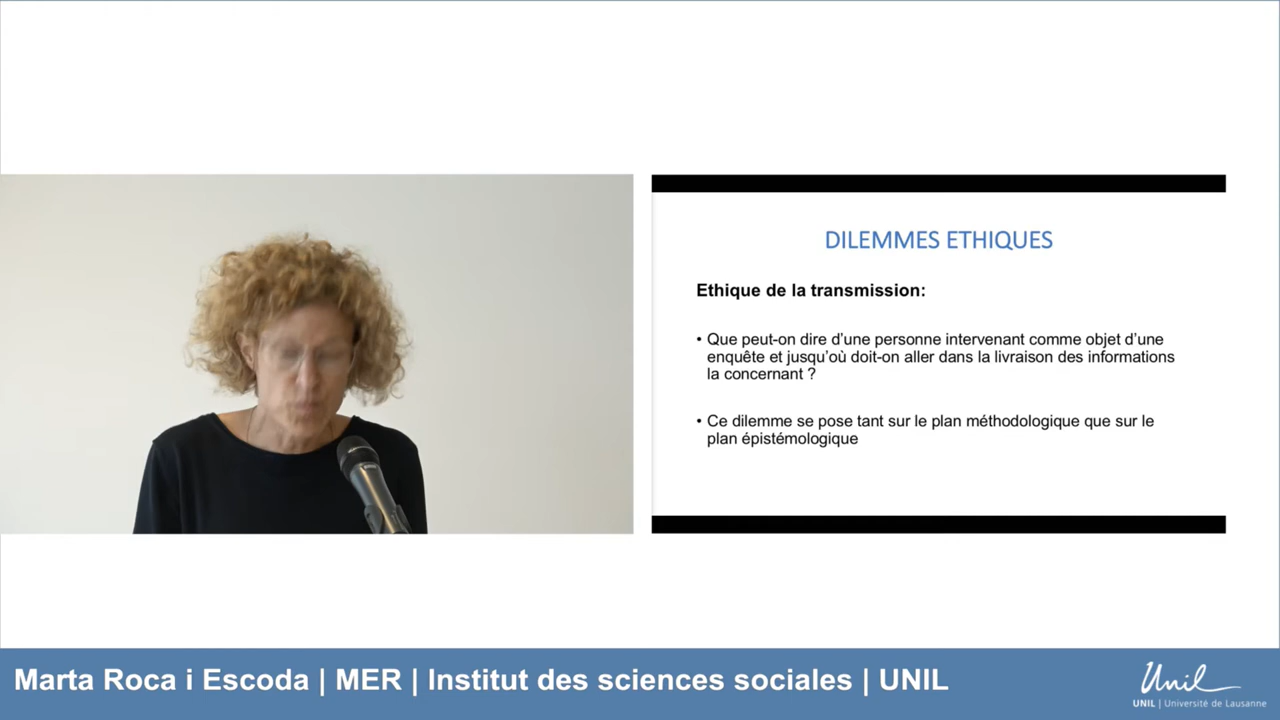 DILEMMES ETHIQUES
Ethique de la transmission:
• Que peut-on dire d'une personne intervenant comme objet d'une
enquête et jusqu'où doit-on aller dans la livraison des informations
la concernant ?
• Ce dilemme se pose tant sur le plan méthodologique que sur le
plan épistémologique
Marta Roca i Escoda | MER | Institut des sciences sociales | UNIL
Unil
UNIL | Université de Lausanne